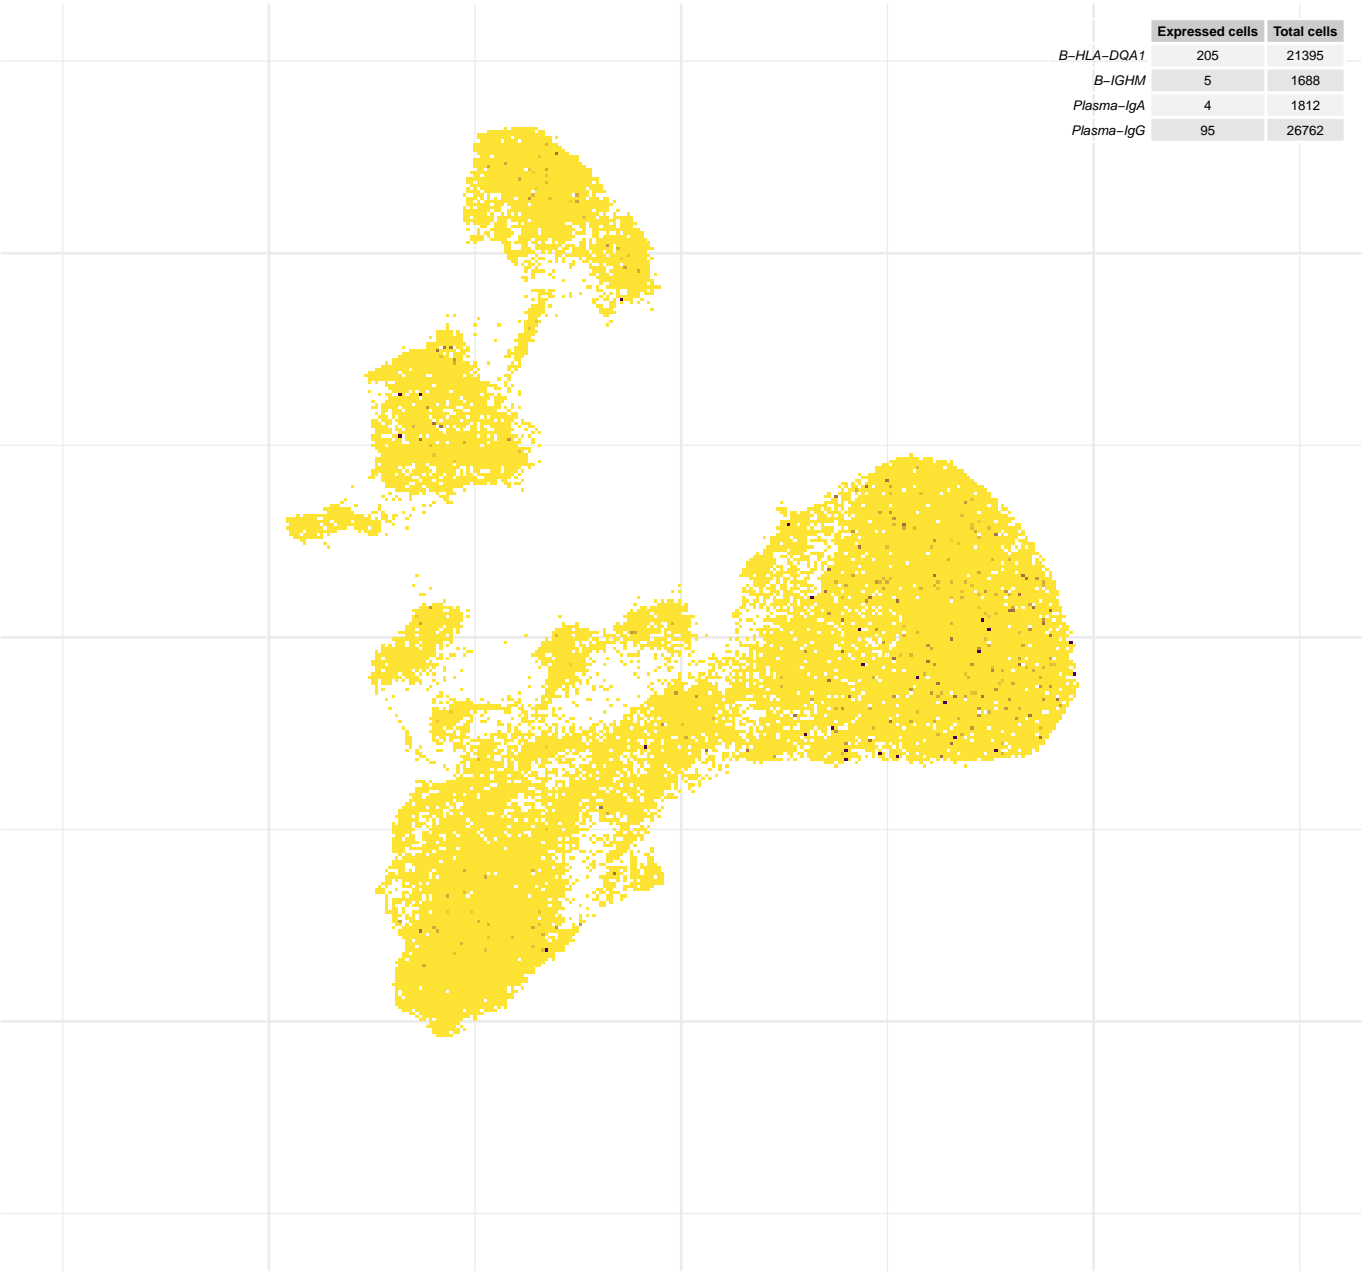 Expressed cells Total cells
B−HLA−DQA1 205 21395
B−IGHM 5 1688
Plasma−IgA 4 1812
Plasma−IgG 95 26762